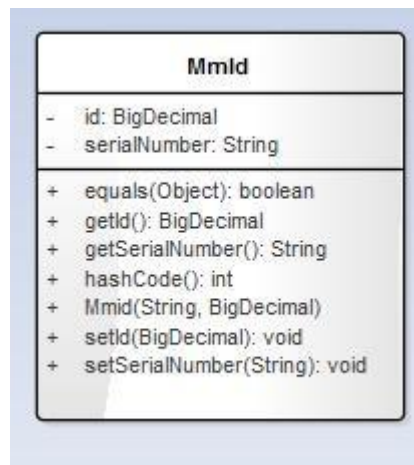 MmId
- id: BigDecimal
- serialNumber: String
+ equals(Object): boolean
+ getId(): BigDecimal
+ getSerialNumber(): String
+ hashCode(): int
+ Mmid(String, BigDecimal)
+ setId(BigDecimal): void
+ setSerialNumber(String): void